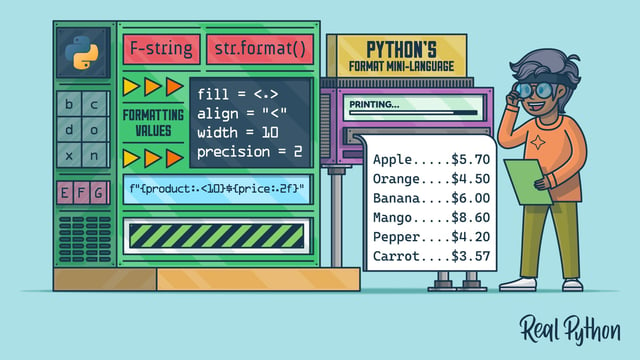 F-string
str.format()
PYTHON'S
FORMAT MINI-LANGUAGE
b c
d o
x n
E F G
FORMATTING
VALUES
fill = <.>
align = "<"
width = 10
precision = 2
f"{product:.<10}${price:.2f}"
PRINTING...
Apple.....$5.70
Orange....$4.50
Banana....$6.00
Mango.....$8.60
Pepper....$4.20
Carrot....$3.57
Real Python